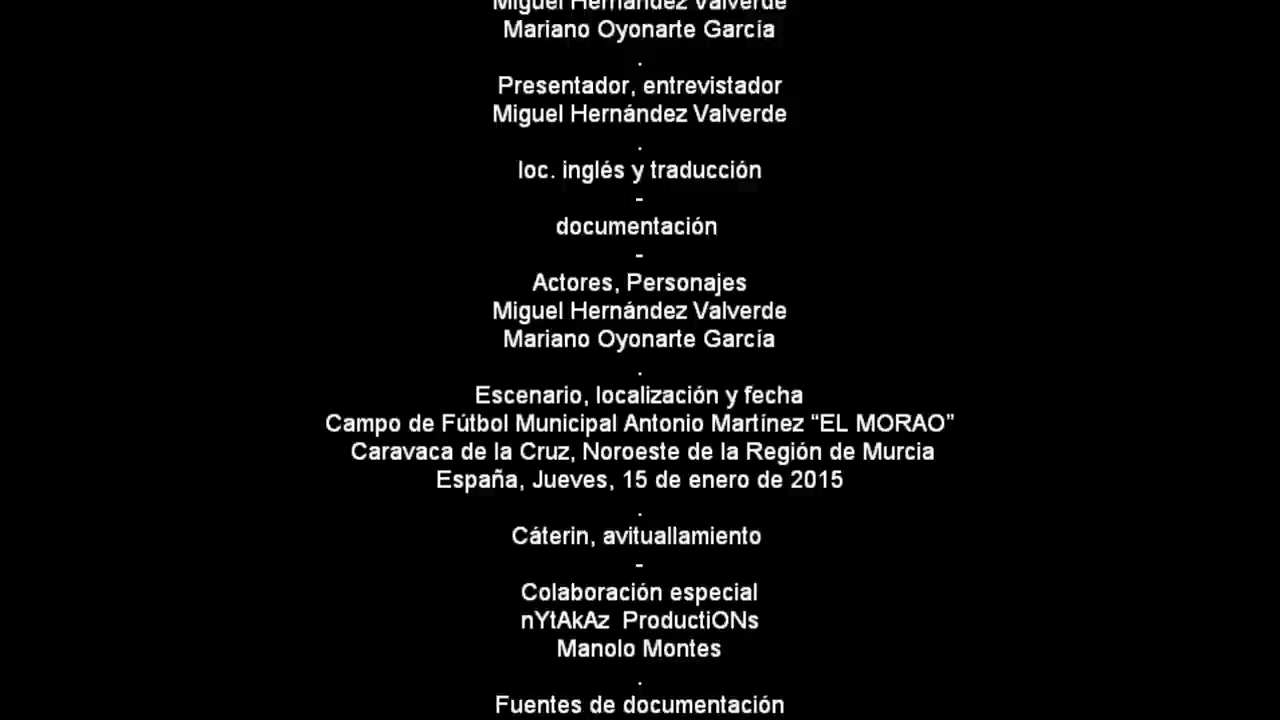 Miguel Hernández Valverde
Mariano Oyonarte García
.
Presentador, entrevistador
Miguel Hernández Valverde
.
loc. inglés y traducción
-
documentación
-
Actores, Personajes
Miguel Hernández Valverde
Mariano Oyonarte García
.
Escenario, localización y fecha
Campo de Fútbol Municipal Antonio Martínez “EL MORAO”
Caravaca de la Cruz, Noroeste de la Región de Murcia
España, Jueves, 15 de enero de 2015
.
Cáterin, avituallamiento
-
Colaboración especial
nYtAkAz ProductiONs
Manolo Montes
.
Fuentes de documentación